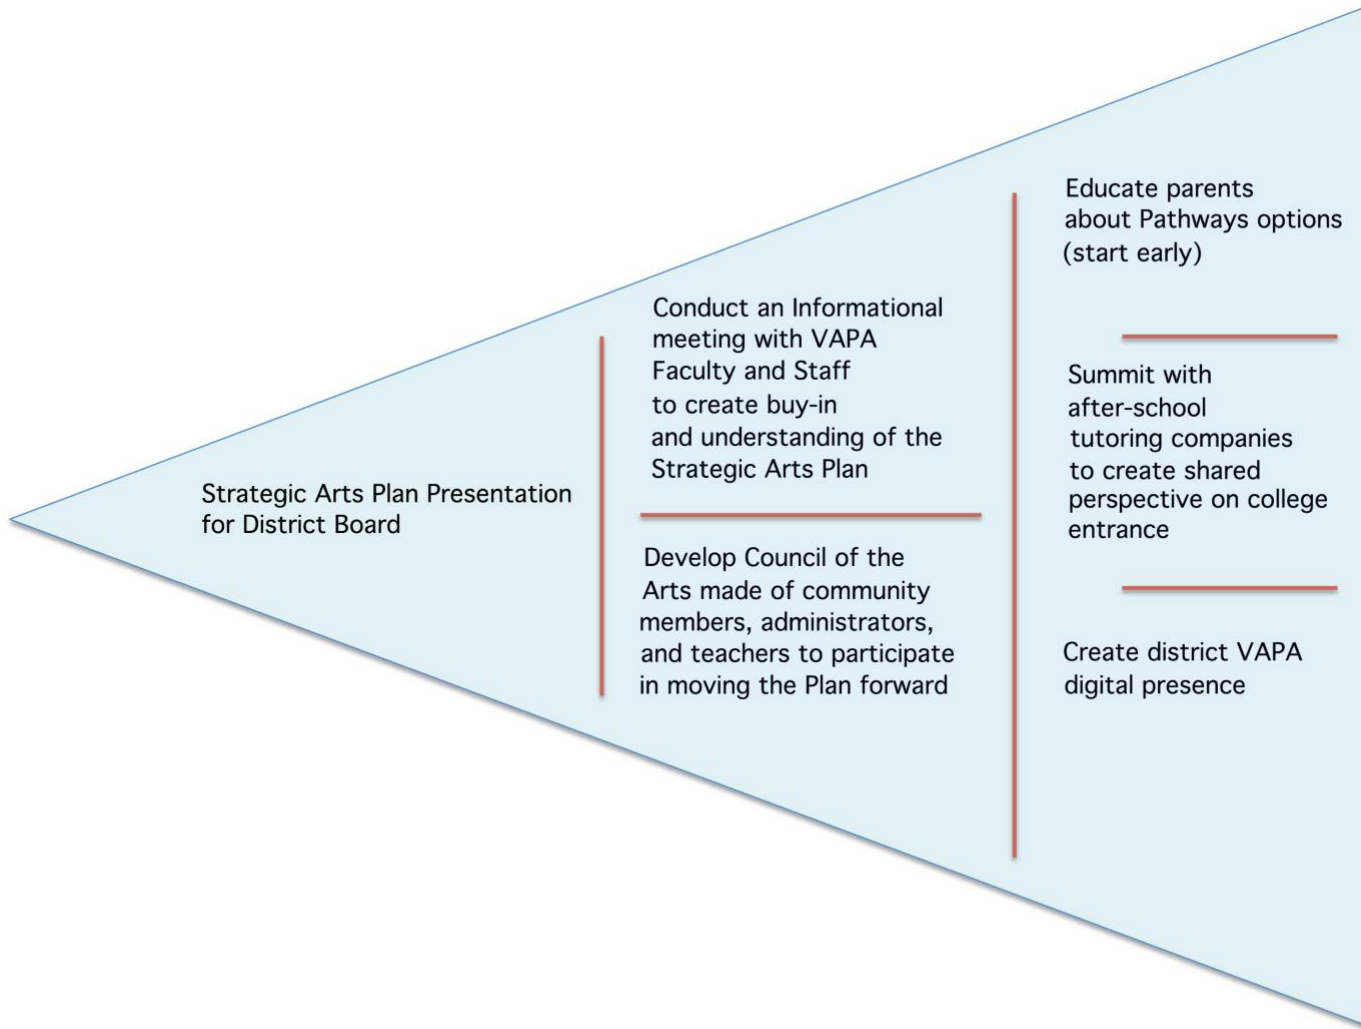 Strategic Arts Plan Presentation
for District Board
Conduct an Informational
meeting with VAPA
Faculty and Staff
to create buy-in
and understanding of the
Strategic Arts Plan
Develop Council of the
Arts made of community
members, administrators,
and teachers to participate
in moving the Plan forward
Educate parents
about Pathways options
(start early)
Summit with
after-school
tutoring companies
to create shared
perspective on college
entrance
Create district VAPA
digital presence